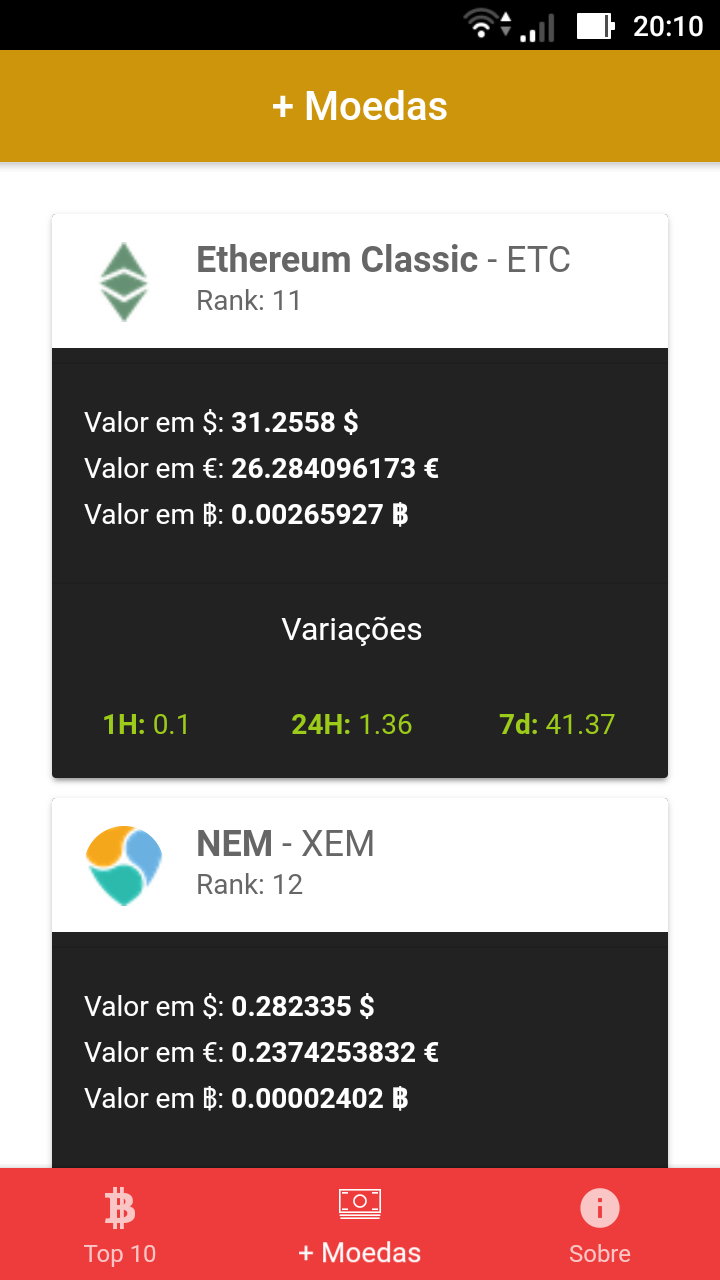 20:10
+ Moedas
Ethereum Classic - ETC
Rank: 11
Valor em $: 31.2558 $
Valor em €: 26.284096173 €
Valor em ฿: 0.00265927 ฿
Variações
1H: 0.1 24H: 1.36 7d: 41.37
NEM - XEM
Rank: 12
Valor em $: 0.282335 $
Valor em €: 0.2374253832 €
Valor em ฿: 0.00002402 ฿
Top 10 + Moedas Sobre